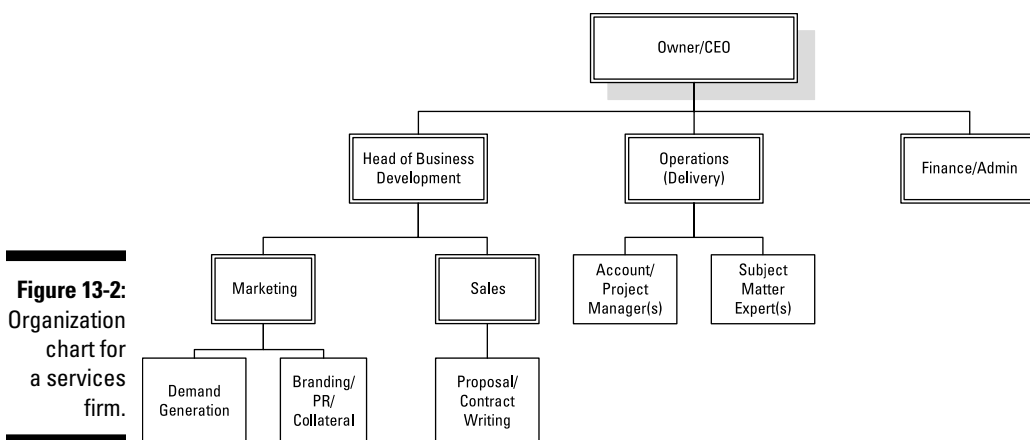 Owner/CEO
Head of Business
Development
Operations
(Delivery)
Finance/Admin
Marketing
Sales
Account/
Project
Manager(s)
Subject
Matter
Expert(s)
Demand
Generation
Branding/
PR/
Collateral
Proposal/
Contract
Writing
Figure 13-2:
Organization
chart for
a services
firm.